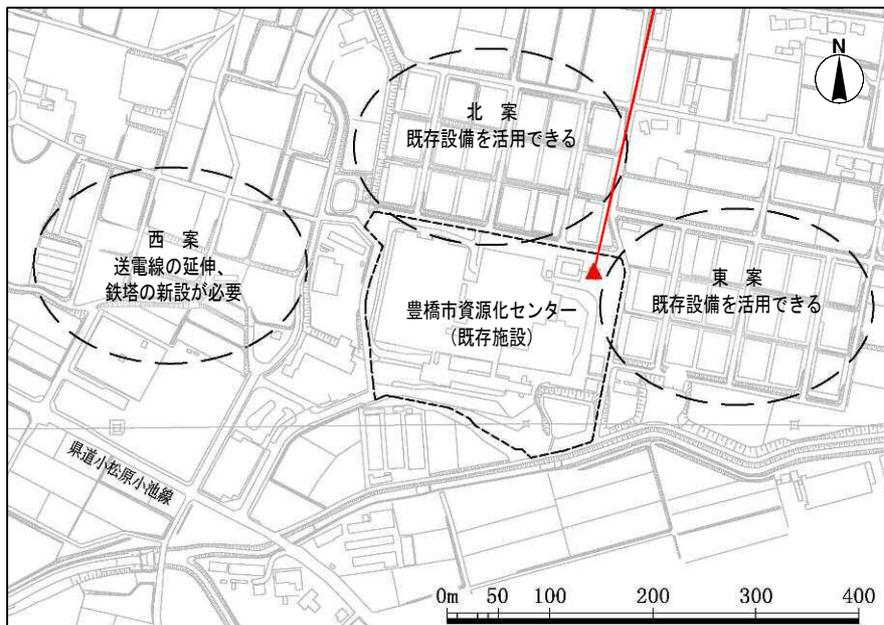 N
北 案
既存設備を活用できる
西 案
送電線の延伸、
鉄塔の新設が必要
東 案
既存設備を活用できる
豊橋市資源化センター
(既存施設)
県道小松原小池線
0m 50 100 200 300 400